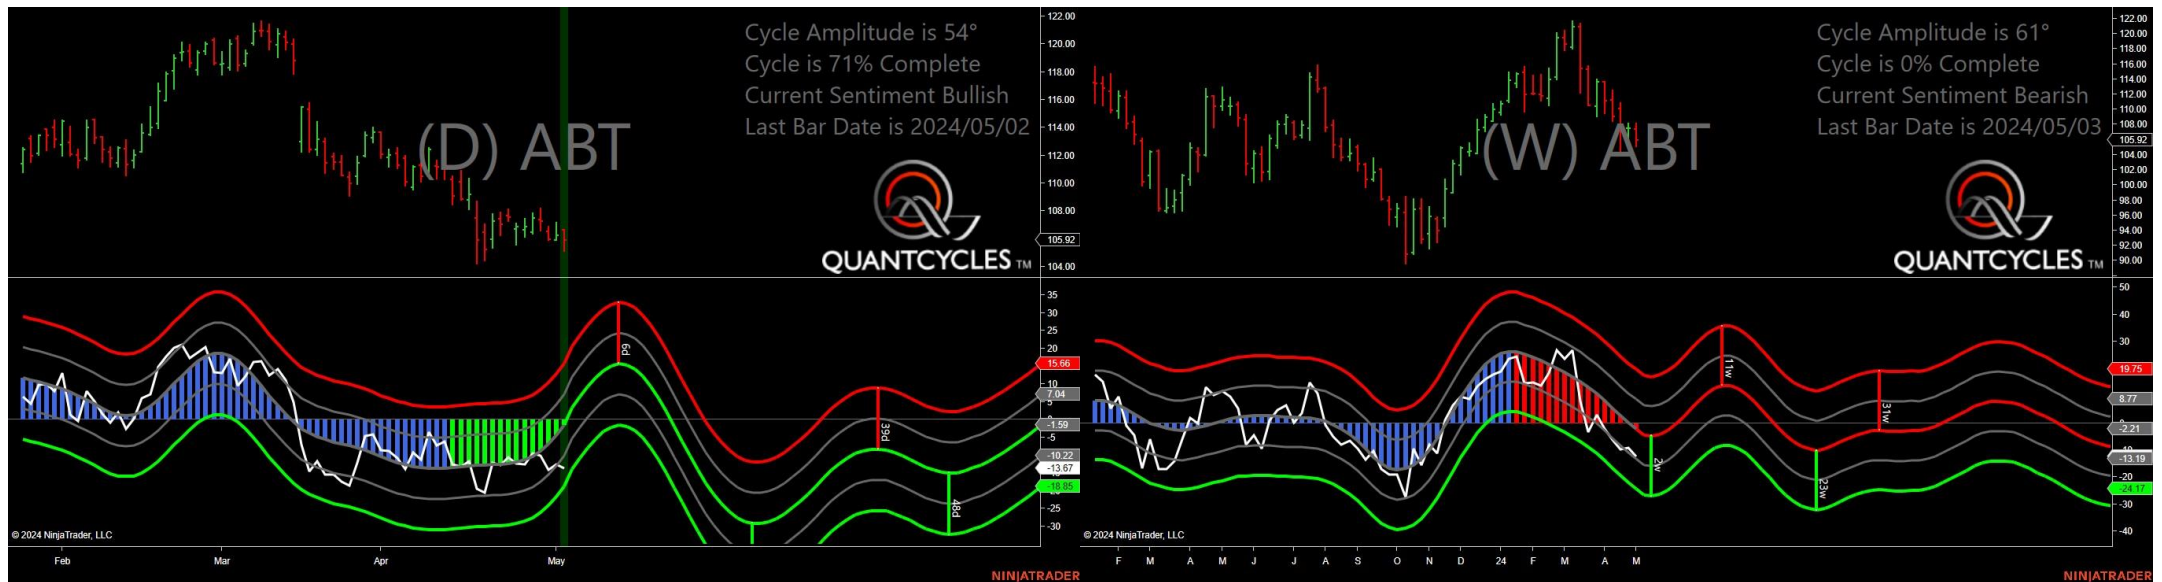 Cycle Amplitude is 54°
Cycle is 71% Complete
Current Sentiment Bullish
Last Bar Date is 2024/05/02
(D) ABT
QUANTCYCLES TM
122.00
120.00
118.00
116.00
114.00
112.00
110.00
108.00
105.92
104.00
35
30
25
20
15.66
10
7.04
-1.59
-5
-10.22
-13.67
-18.85
-25
-30
6d
39d
48d
© 2024 NinjaTrader, LLC
Feb Mar Apr May
NINJATRADER
Cycle Amplitude is 61°
Cycle is 0% Complete
Current Sentiment Bearish
Last Bar Date is 2024/05/03
(W) ABT
QUANTCYCLES TM
122.00
120.00
118.00
116.00
114.00
112.00
110.00
108.00
105.92
104.00
102.00
100.00
98.00
96.00
94.00
92.00
90.00
50
40
30
19.75
8.77
-2.21
-13.19
-20
-24.17
-30
-40
2w
11w
23w
31w
© 2024 NinjaTrader, LLC
F M A M J J A S O N D 24 F M A M
NINJATRADER